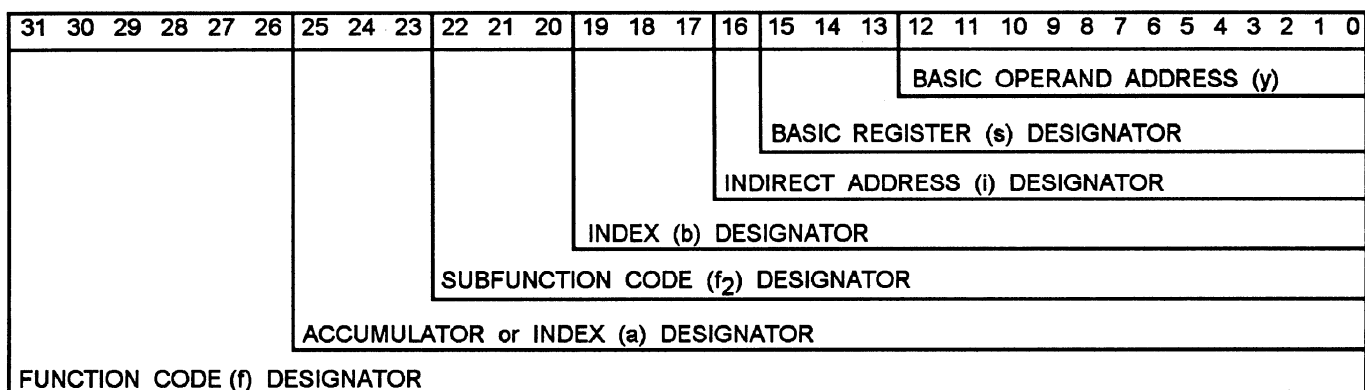 31 30 29 28 27 26 25 24 23 22 21 20 19 18 17 16 15 14 13 12 11 10 9 8 7 6 5 4 3 2 1 0
BASIC OPERAND ADDRESS (y)
BASIC REGISTER (s) DESIGNATOR
INDIRECT ADDRESS (i) DESIGNATOR
INDEX (b) DESIGNATOR
SUBFUNCTION CODE (f2) DESIGNATOR
ACCUMULATOR or INDEX (a) DESIGNATOR
FUNCTION CODE (f) DESIGNATOR